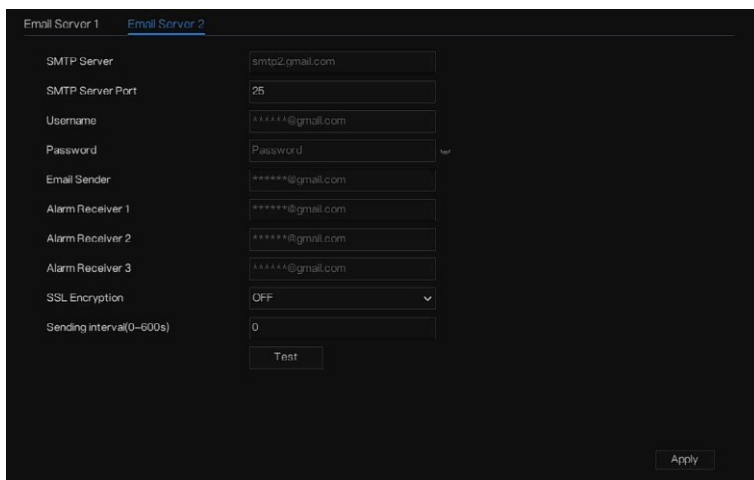 Email Server 1 Email Server 2
SMTP Server smtp2.gmail.com
SMTP Server Port 25
Username ******@gmail.com
Password Password
Email Sender ******@gmail.com
Alarm Receiver 1 ******@gmail.com
Alarm Receiver 2 ******@gmail.com
Alarm Receiver 3 ******@gmail.com
SSL Encryption OFF
Sending interval(0-600s) 0
Test
Apply